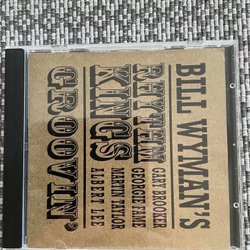 BILL WYMAN'S
RHYTHM
KINGS
GARY BROOKER
GEORGIE FAME
MARTIN TAYLOR
ALBERT LEE
GROOVIN'